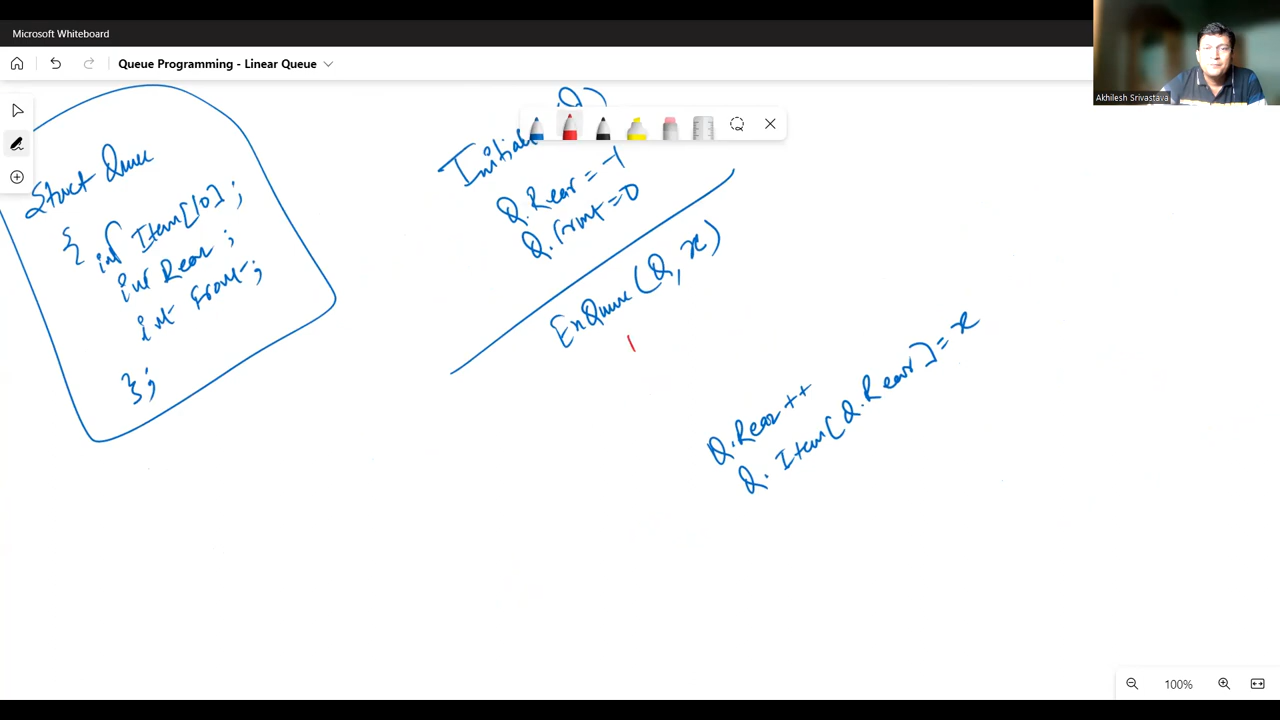 Microsoft Whiteboard
Queue Programming - Linear Queue
Akhilesh Srivastava
Struct Queue
{ int Item[10];
int Rear;
int Front;
};
Q)
Q.Rear = -1
Q.Front = 0
EnQueue(Q, x)
Q.Rear++
Q.Item[Q.Rear] = x
100%